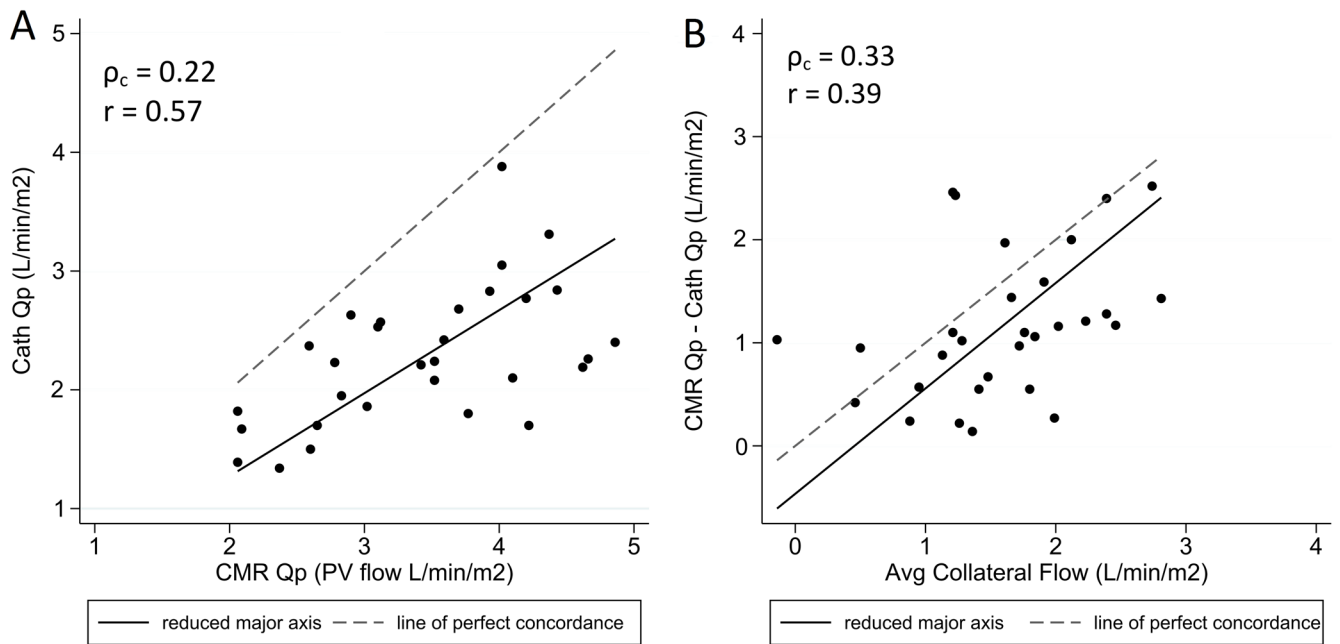 A
ρc = 0.22
r = 0.57
Cath Qp (L/min/m2)
5
4
3
2
1
1 2 3 4 5
CMR Qp (PV flow L/min/m2)
reduced major axis line of perfect concordance
B
ρc = 0.33
r = 0.39
CMR Qp - Cath Qp (L/min/m2)
4
3
2
1
0
0 1 2 3 4
Avg Collateral Flow (L/min/m2)
reduced major axis line of perfect concordance